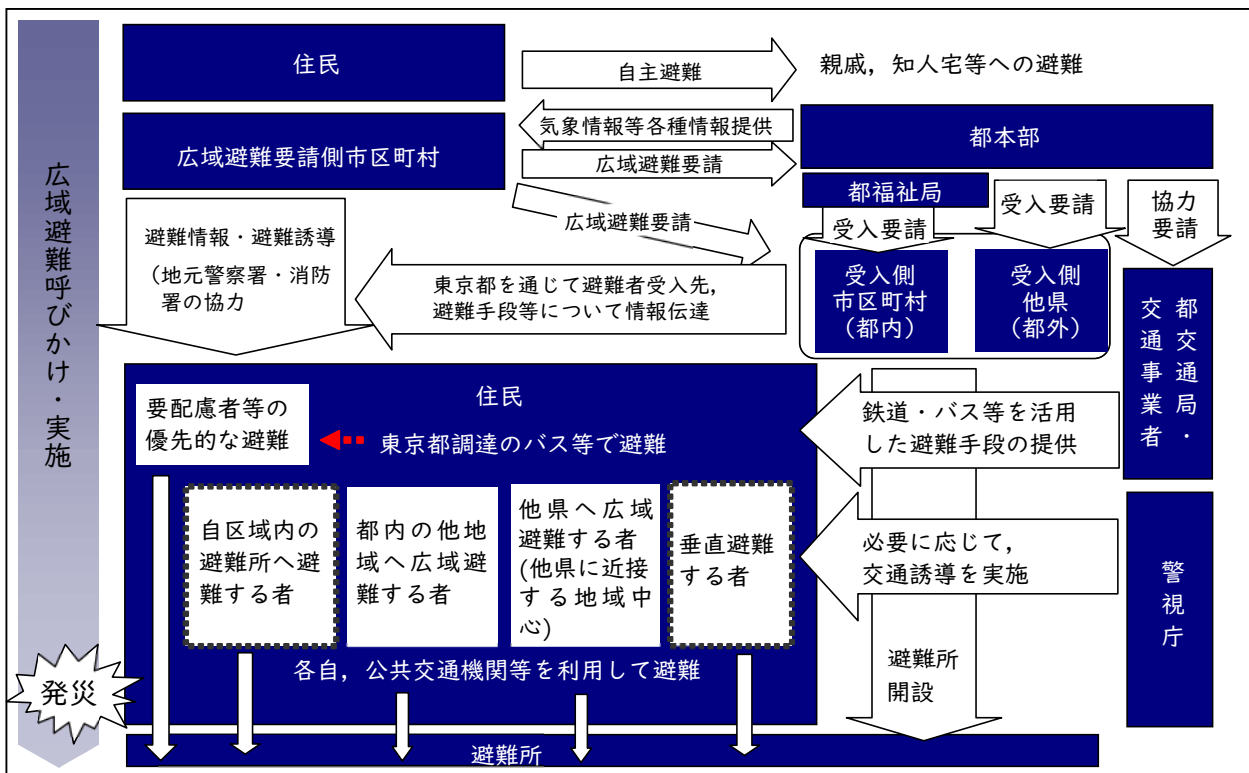 広域避難呼びかけ・実施
発災
住民
自主避難
親戚，知人宅等への避難
広域避難要請側市区町村
気象情報等各種情報提供
広域避難要請
都本部
広域避難要請
都福祉局
受入要請
受入要請
協力
要請
避難情報・避難誘導
（地元警察署・消防
署の協力
東京都を通じて避難者受入先，
避難手段等について情報伝達
受入側
市区町村
（都内）
受入側
他県
（都外）
都交通局・
交通事業者
住民
要配慮者等の
優先的な避難
東京都調達のバス等で避難
鉄道・バス等を活用
した避難手段の提供
自区域内の
避難所へ避
難する者
都内の他地
域へ広域避
難する者
他県へ広域
避難する者
(他県に近接
する地域中
心)
垂直避難
する者
必要に応じて，
交通誘導を実施
警視庁
各自，公共交通機関等を利用して避難
避難所
開設
避難所